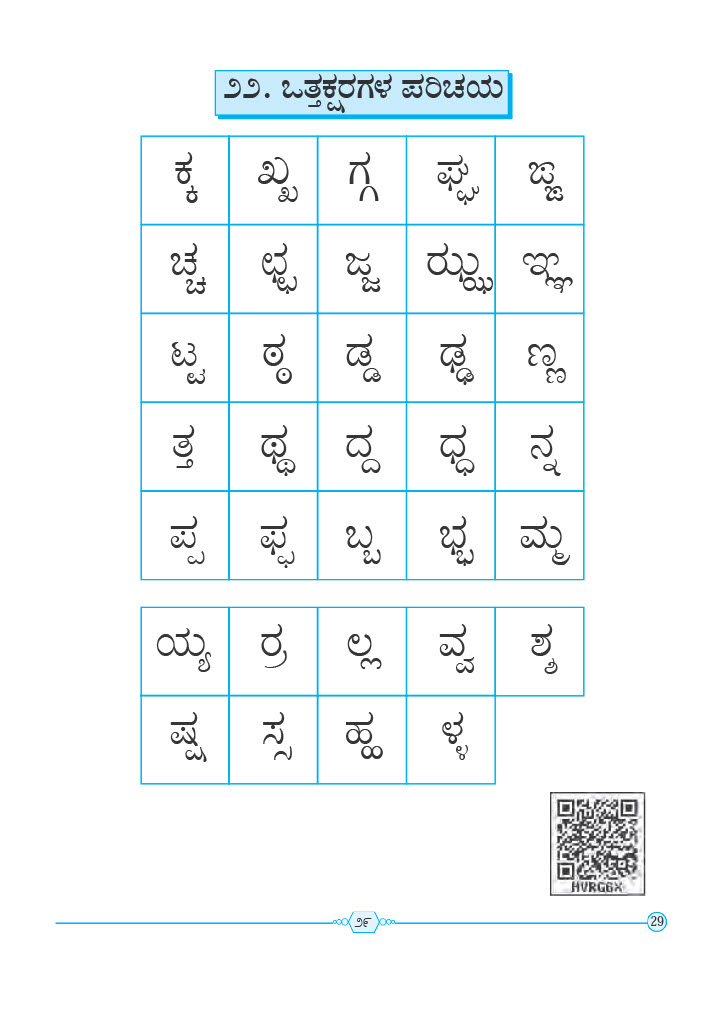 ೨೨. ಒತ್ತಕ್ಷರಗಳ ಪರಿಚಯ
ಕ್ಕ ಖ್ಖ ಗ್ಗ ಘ್ಘ ಙ್ಙ
ಚ್ಚ ಛ್ಛ ಜ್ಜ ಝ್ಝ ಞ್ಞ
ಟ್ಟ ಠ್ಠ ಡ್ಡ ಢ್ಢ ಣ್ಣ
ತ್ತ ಥ್ಥ ದ್ದ ಧ್ಧ ನ್ನ
ಪ್ಪ ಫ್ಫ ಬ್ಬ ಭ್ಭ ಮ್ಮ
ಯ್ಯ ರ್ರ ಲ್ಲ ವ್ವ ಶ್ಶ
ಷ್ಷ ಸ್ಸ ಹ್ಹ ಳ್ಳ
HVRG6X
೨೯ 29